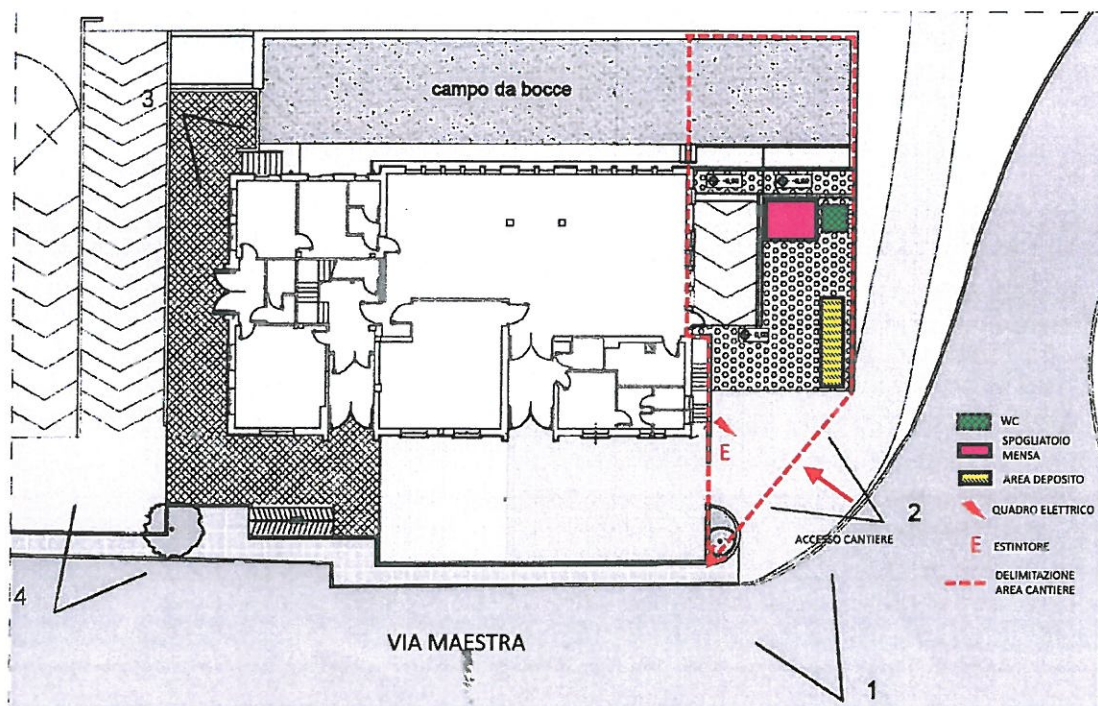 campo da bocce
3
E
2
ACCESSO CANTIERE
WC
SPOGLIATOIO
MENSA
AREA DEPOSITO
QUADRO ELETTRICO
E ESTINTORE
DELIMITAZIONE
AREA CANTIERE
4
VIA MAESTRA
1